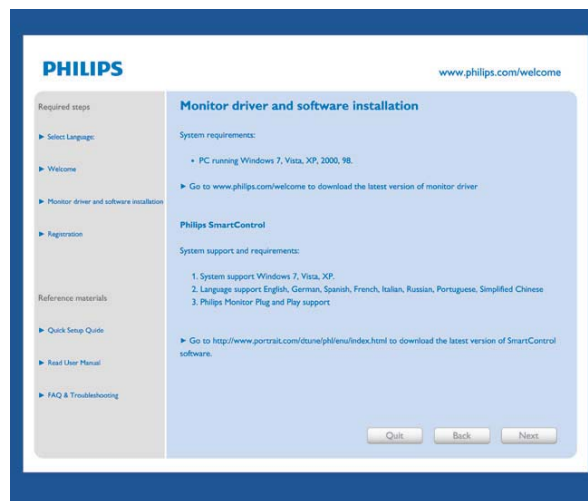 PHILIPS
www.philips.com/welcome
Required steps
Select Language:
Welcome
Monitor driver and software installation
Registration
Reference materials
Quick Setup Quide
Read User Manual
FAQ & Troubleshooting
Monitor driver and software installation
System requirements:
• PC running Windows 7, Vista, XP, 2000, 98.
Go to www.philips.com/welcome to download the latest version of monitor driver
Philips SmartControl
System support and requirements:
1. System support Windows 7, Vista, XP.
2. Language support English, German, Spanish, French, Italian, Russian, Portuguese, Simplified Chinese
3. Philips Monitor Plug and Play support
Go to http://www.portrait.com/dtune/phl/enu/index.html to download the latest version of SmartControl
software.
Quit
Back
Next